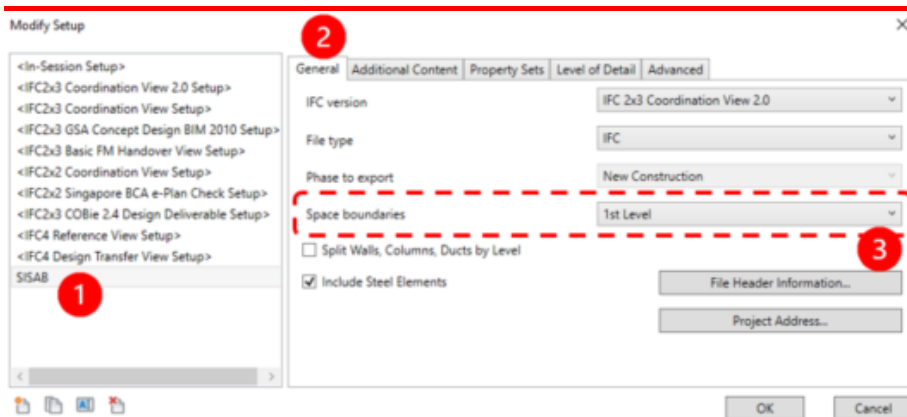 Modify Setup
2
<In-Session Setup>
<IFC2x3 Coordination View 2.0 Setup>
<IFC2x3 Coordination View Setup>
<IFC2x3 GSA Concept Design BIM 2010 Setup>
<IFC2x3 Basic FM Handover View Setup>
<IFC2x2 Coordination View Setup>
<IFC2x2 Singapore BCA e-Plan Check Setup>
<IFC2x3 COBie 2.4 Design Deliverable Setup>
<IFC4 Reference View Setup>
<IFC4 Design Transfer View Setup>
SISAB
1
General Additional Content Property Sets Level of Detail Advanced
IFC version IFC 2x3 Coordination View 2.0
File type IFC
Phase to export New Construction
Space boundaries 1st Level
3
Split Walls, Columns, Ducts by Level
Include Steel Elements File Header Information...
Project Address...
OK Cancel